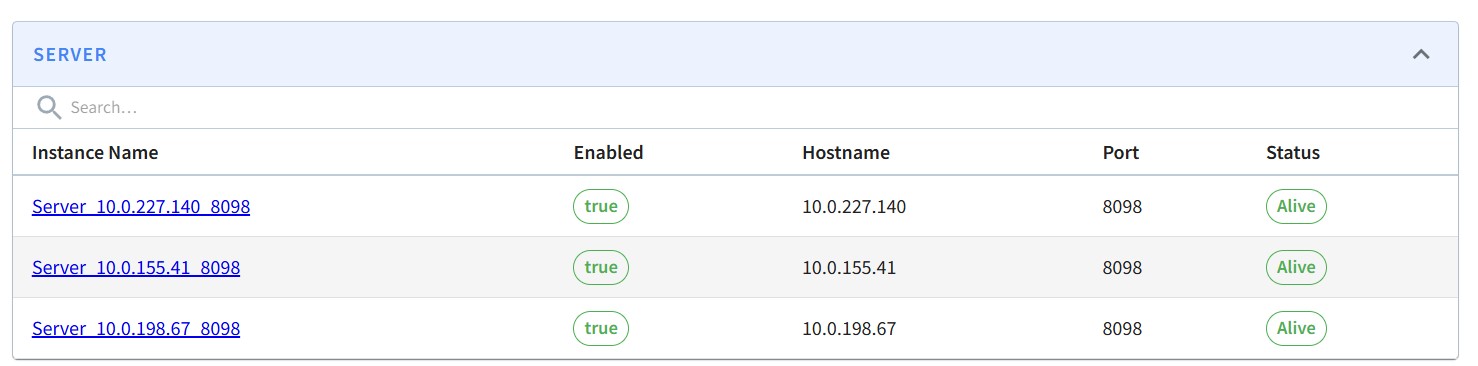 SERVER
Search…
Instance Name Enabled Hostname Port Status
Server_10.0.227.140_8098 true 10.0.227.140 8098 Alive
Server_10.0.155.41_8098 true 10.0.155.41 8098 Alive
Server_10.0.198.67_8098 true 10.0.198.67 8098 Alive